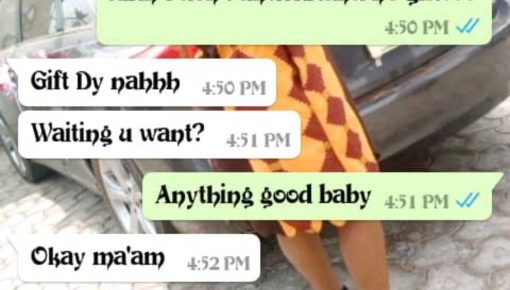 4:50 PM
Gift Dy nahhh 4:50 PM
Waiting u want? 4:51 PM
Anything good baby 4:51 PM
Okay ma'am 4:52 PM